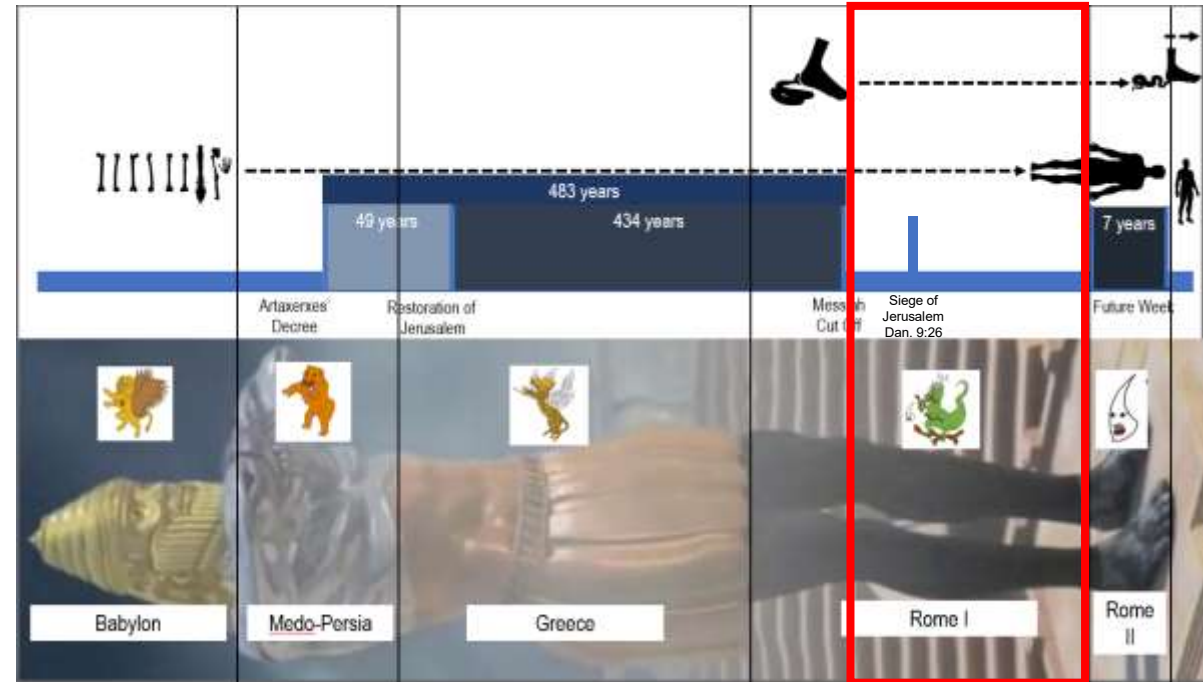 483 years
49 years
434 years
7 years
Artaxerxes'
Decree
Restoration of
Jerusalem
Messiah
Cut Off
Siege of
Jerusalem
Dan. 9:26
Future Week
Babylon
Medo-Persia
Greece
Rome I
Rome
II